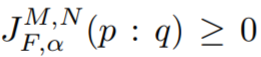 $J_{F,\alpha}^{M,N}(p : q) \geq 0$